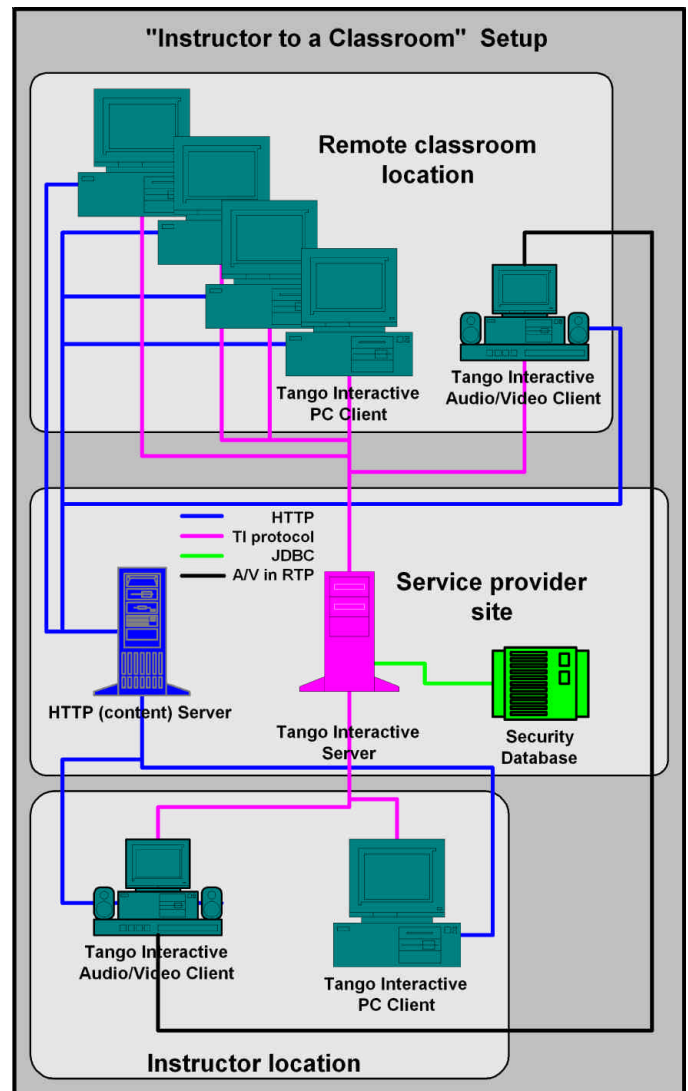 "Instructor to a Classroom" Setup
Remote classroom
location
Tango Interactive
PC Client
Tango Interactive
Audio/Video Client
HTTP
TI protocol
JDBC
A/V in RTP
Service provider
site
HTTP (content) Server
Tango Interactive
Server
Security
Database
Tango Interactive
Audio/Video Client
Tango Interactive
PC Client
Instructor location